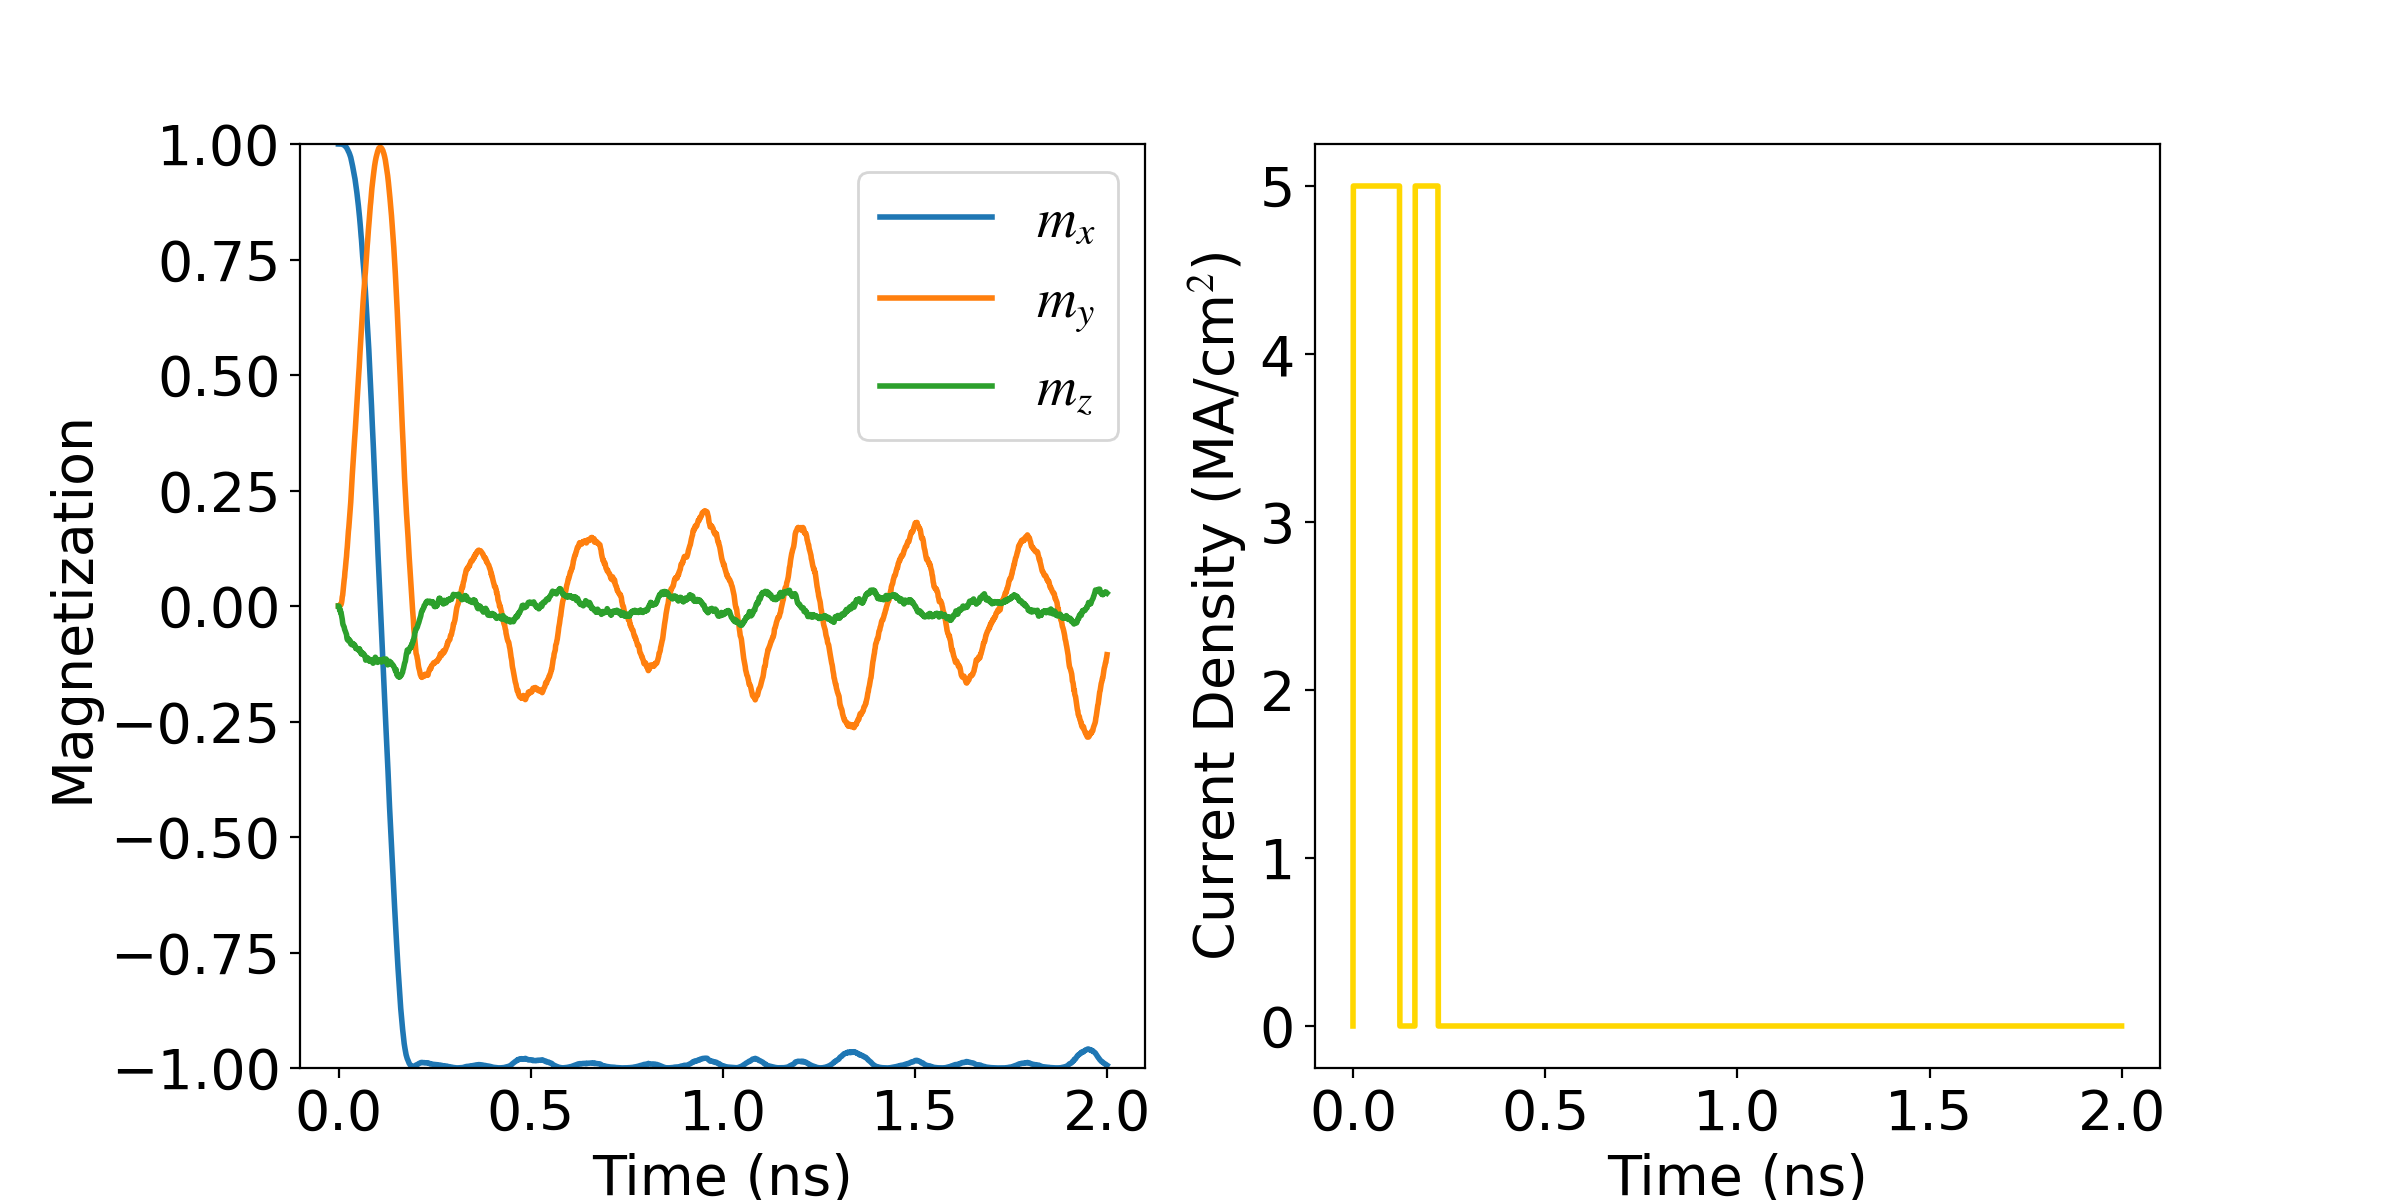 1.00
0.75
0.50
0.25
0.00
−0.25
−0.50
−0.75
−1.00
Magnetization
0.0 0.5 1.0 1.5 2.0
Time (ns)
mₓ
m_y
m_z
5
4
3
2
1
0
Current Density (MA/cm²)
0.0 0.5 1.0 1.5 2.0
Time (ns)